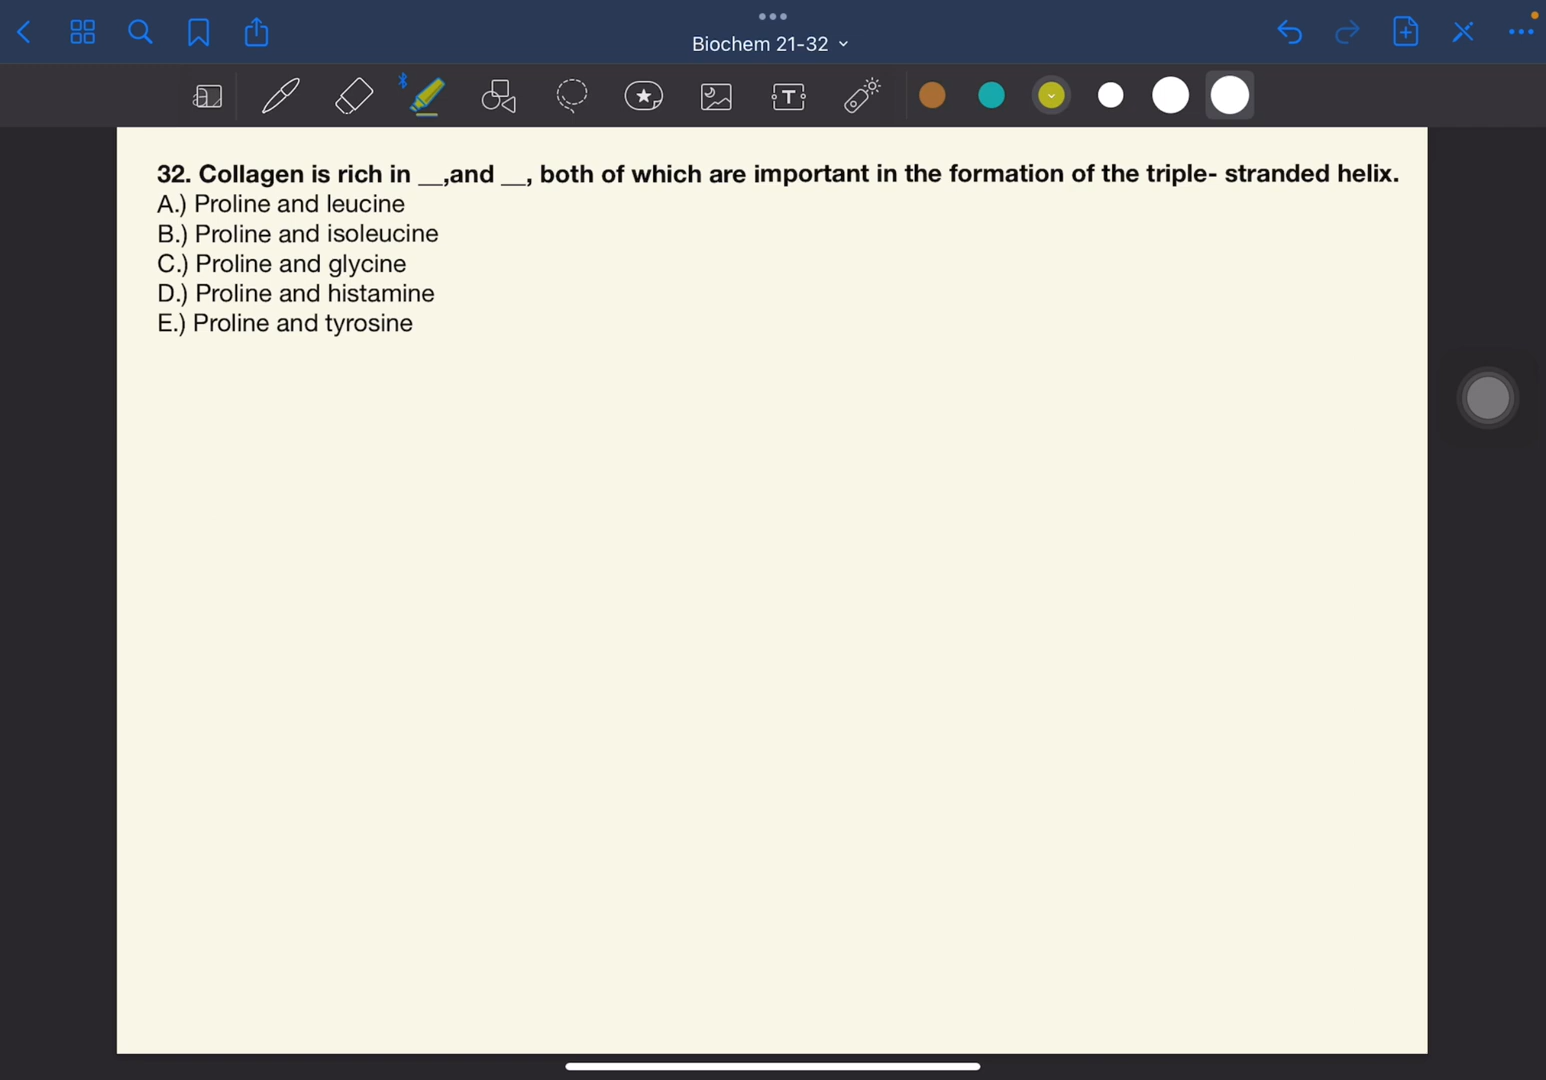 Biochem 21-32
T
32. Collagen is rich in __,and __, both of which are important in the formation of the triple- stranded helix.
A.) Proline and leucine
B.) Proline and isoleucine
C.) Proline and glycine
D.) Proline and histamine
E.) Proline and tyrosine